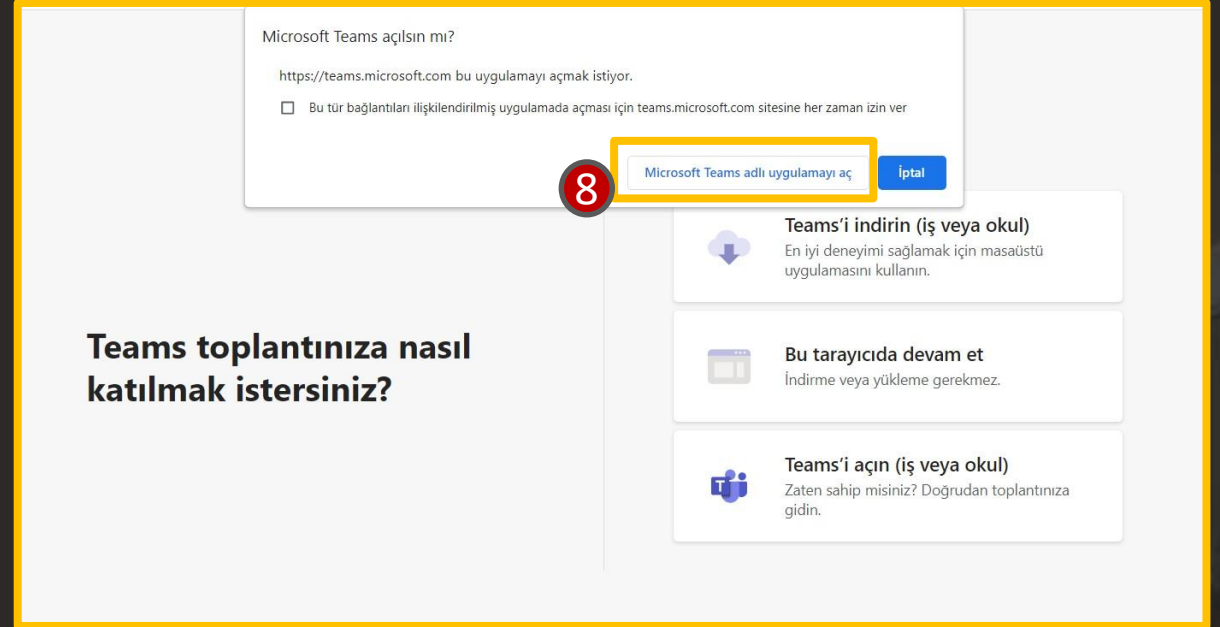 Microsoft Teams açılsın mı?
https://teams.microsoft.com bu uygulamayı açmak istiyor.
Bu tür bağlantıları ilişkilendirilmiş uygulamada açması için teams.microsoft.com sitesine her zaman izin ver
8
Microsoft Teams adlı uygulamayı aç
İptal
Teams toplantınıza nasıl
katılmak istersiniz?
Teams'i indirin (iş veya okul)
En iyi deneyimi sağlamak için masaüstü
uygulamasını kullanın.
Bu tarayıcıda devam et
İndirme veya yükleme gerekmez.
Teams'i açın (iş veya okul)
Zaten sahip misiniz? Doğrudan toplantınıza
gidin.